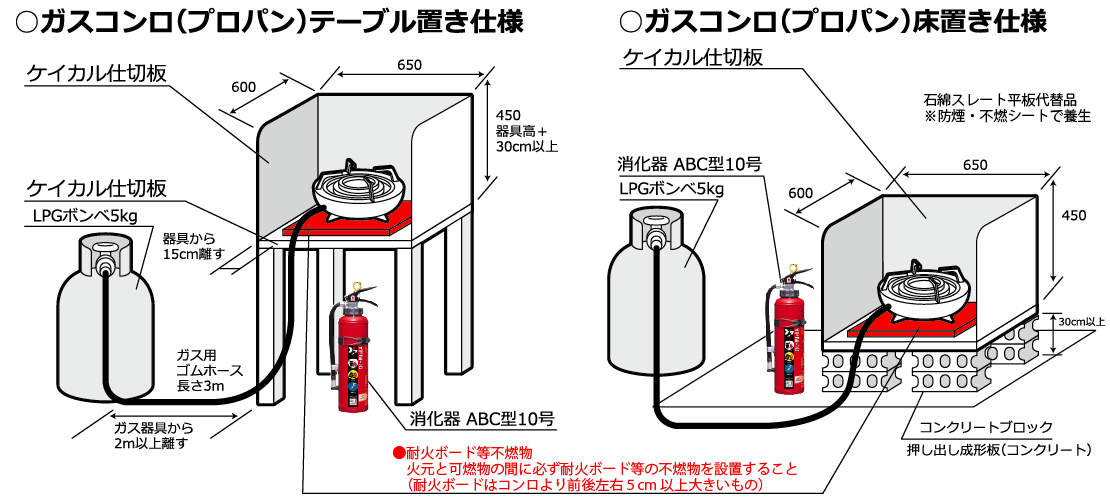 ○ガスコンロ(プロパン)テーブル置き仕様
ケイカル仕切板
600
650
450
器具高＋
30cm以上
ケイカル仕切板
LPGボンベ5kg
器具から
15cm離す
ガス用
ゴムホース
長さ3m
ガス器具から
2m以上離す
消化器 ABC型10号
○ガスコンロ(プロパン)床置き仕様
ケイカル仕切板
石綿スレート平板代替品
※防煙・不燃シートで養生
消化器 ABC型10号
LPGボンベ5kg
600
650
450
30cm以上
コンクリートブロック
押し出し成形板(コンクリート)
●耐火ボード等不燃物
火元と可燃物の間に必ず耐火ボード等の不燃物を設置すること
(耐火ボードはコンロより前後左右５cm以上大きいもの)